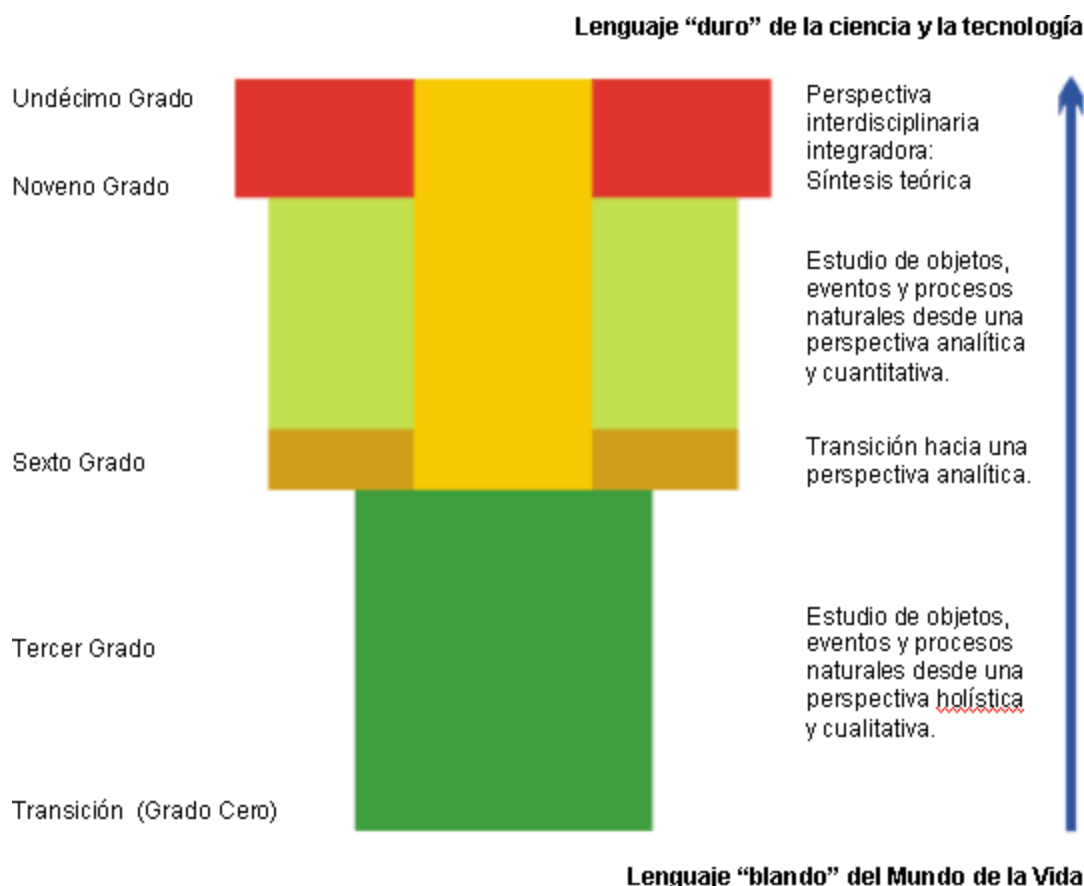 Lenguaje “duro” de la ciencia y la tecnología
Undécimo Grado
Noveno Grado
Perspectiva
interdisciplinaria
integradora:
Síntesis teórica
Estudio de objetos,
eventos y procesos
naturales desde una
perspectiva analítica
y cuantitativa.
Sexto Grado
Transición hacia una
perspectiva analítica.
Tercer Grado
Estudio de objetos,
eventos y procesos
naturales desde una
perspectiva holística
y cualitativa.
Transición (Grado Cero)
Lenguaje “blando” del Mundo de la Vida